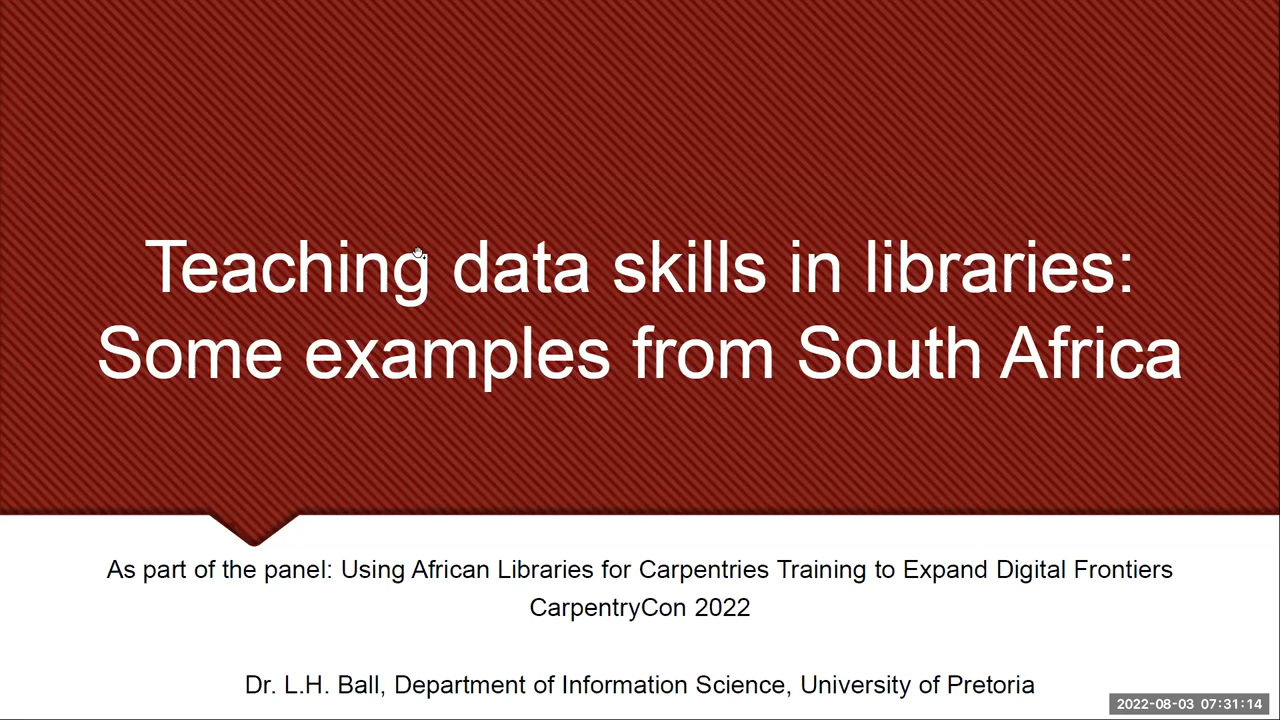 Teaching data skills in libraries:
Some examples from South Africa
As part of the panel: Using African Libraries for Carpentries Training to Expand Digital Frontiers
CarpentryCon 2022
Dr. L.H. Ball, Department of Information Science, University of Pretoria
2022-08-03 07:31:14